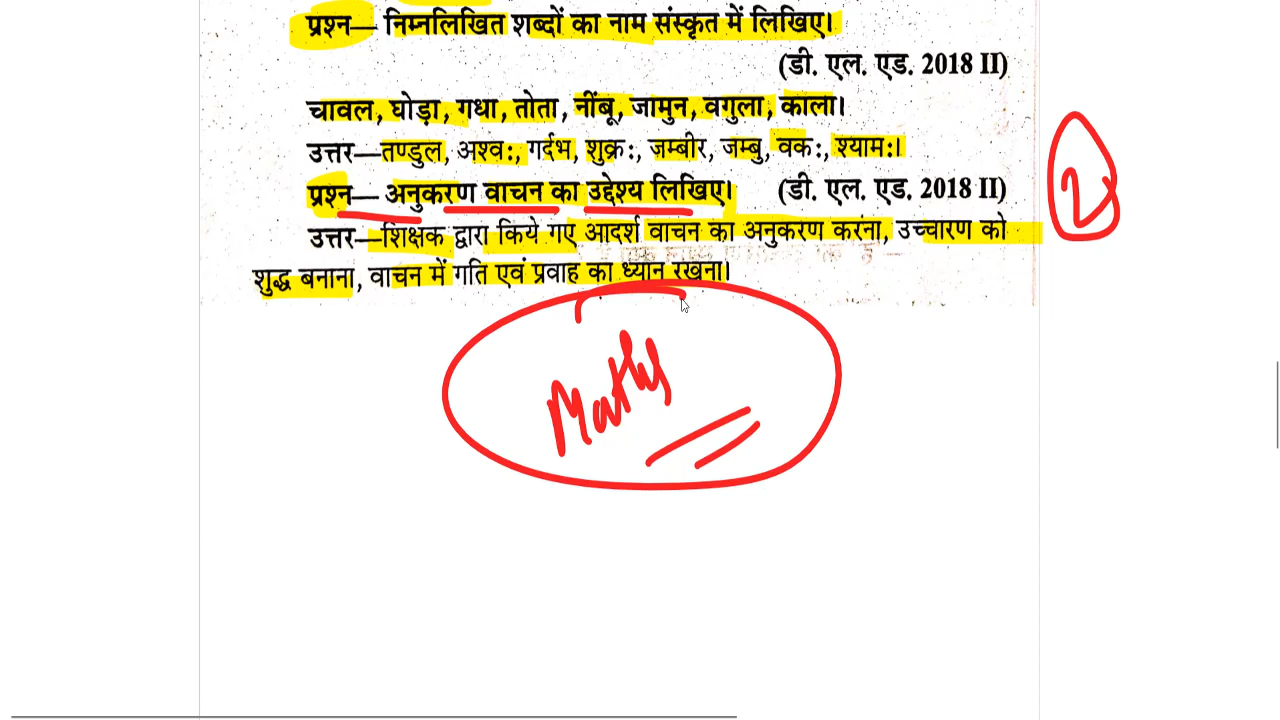 प्रश्न— निम्नलिखित शब्दों का नाम संस्कृत में लिखिए।
(डी. एल. एड. 2018 II)
चावल, घोड़ा, गधा, तोता, नींबू, जामुन, वगुला, काला।
उत्तर—तण्डुल, अश्वः, गर्दभ, शुक्रः, जम्बीर, जम्बु, वकः, श्यामः।
प्रश्न— अनुकरण वाचन का उद्देश्य लिखिए। (डी. एल. एड. 2018 II)
उत्तर—शिक्षक द्वारा किये गए आदर्श वाचन का अनुकरण करना, उच्चारण को
शुद्ध बनाना, वाचन में गति एवं प्रवाह का ध्यान रखना।
2
Maths